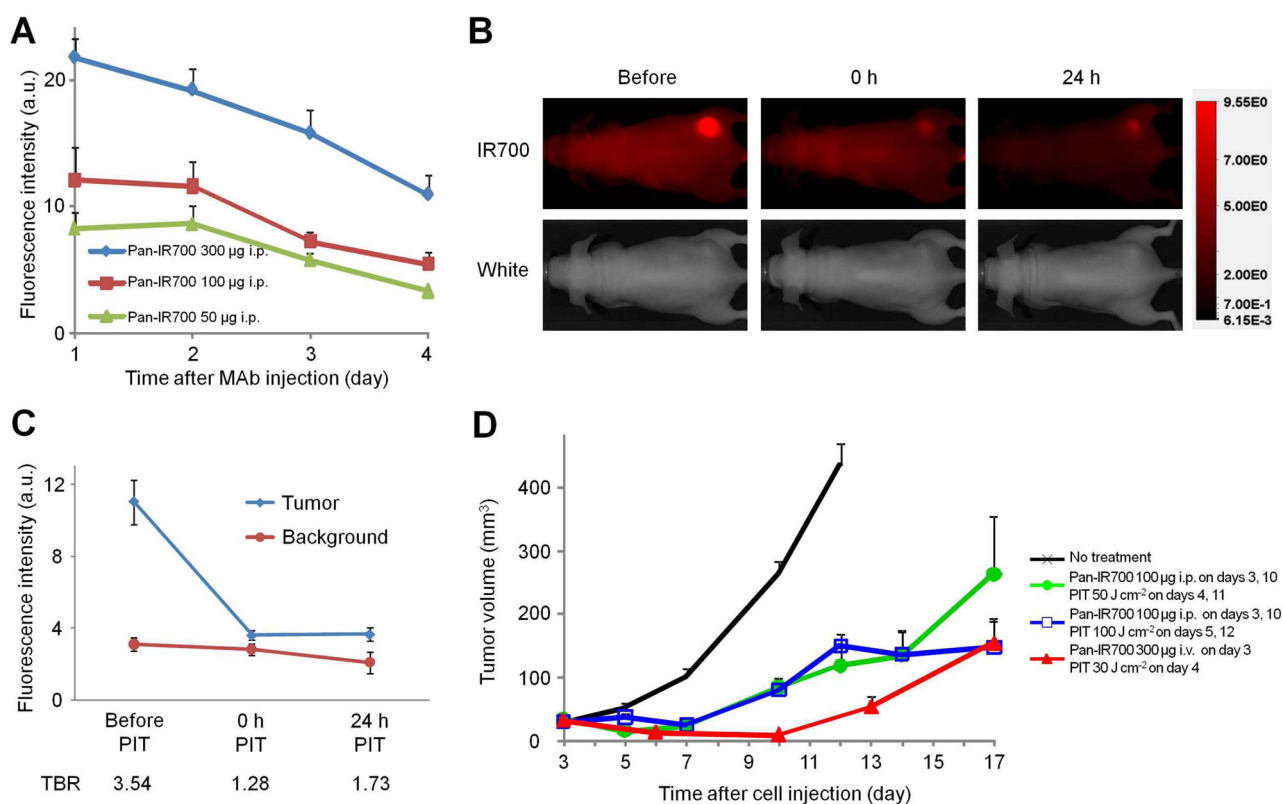 A
Fluorescence intensity (a.u.)
20
10
0
Pan-IR700 300 µg i.p.
Pan-IR700 100 µg i.p.
Pan-IR700 50 µg i.p.
1 2 3 4
Time after MAb injection (day)
B
Before 0 h 24 h
IR700
White
9.55E0
7.00E0
5.00E0
2.00E0
7.00E-1
6.15E-3
C
Fluorescence intensity (a.u.)
12
8
4
0
Tumor
Background
Before 0 h 24 h
PIT PIT PIT
TBR 3.54 1.28 1.73
D
Tumor volume (mm³)
400
300
200
100
0
3 5 7 9 11 13 15 17
Time after cell injection (day)
No treatment
Pan-IR700 100 µg i.p. on days 3, 10
PIT 50 J cm⁻² on days 4, 11
Pan-IR700 100 µg i.p. on days 3, 10
PIT 100 J cm⁻² on days 5, 12
Pan-IR700 300 µg i.v. on day 3
PIT 30 J cm⁻² on day 4